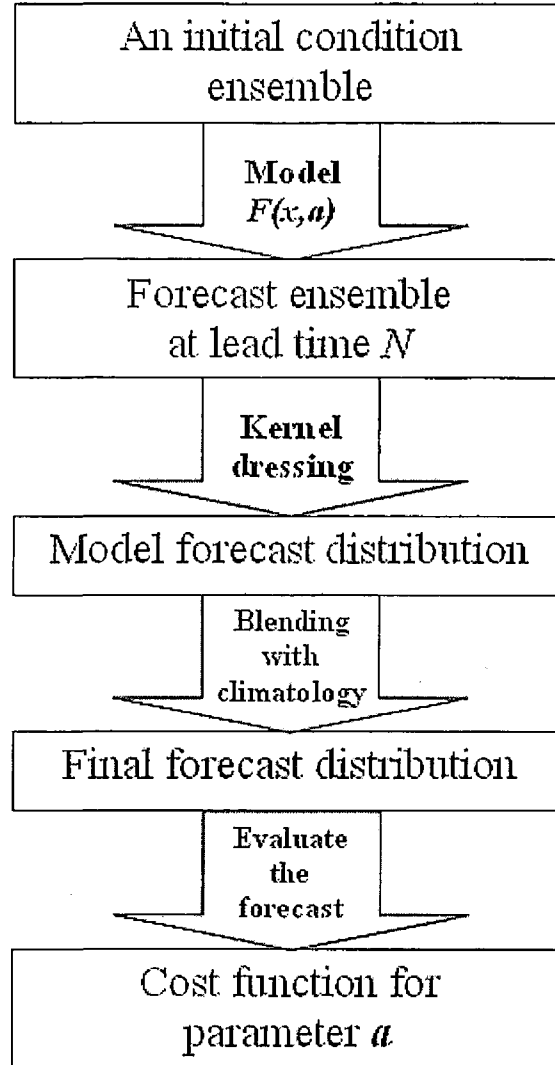 An initial condition
ensemble
Model
F(x,a)
Forecast ensemble
at lead time N
Kernel
dressing
Model forecast distribution
Blending
with
climatology
Final forecast distribution
Evaluate
the
forecast
Cost function for
parameter a